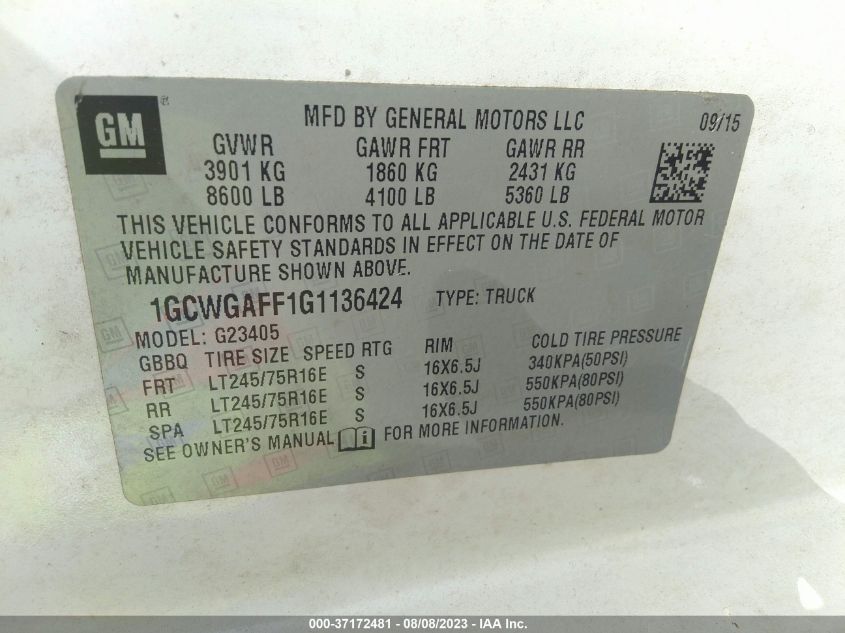 GM ®
MFD BY GENERAL MOTORS LLC 09/15
GVWR GAWR FRT GAWR RR
3901 KG 1860 KG 2431 KG
8600 LB 4100 LB 5360 LB
THIS VEHICLE CONFORMS TO ALL APPLICABLE U.S. FEDERAL MOTOR
VEHICLE SAFETY STANDARDS IN EFFECT ON THE DATE OF
MANUFACTURE SHOWN ABOVE.
1GCWGAFF1G1136424 TYPE: TRUCK
MODEL: G23405
GBBQ TIRE SIZE SPEED RTG RIM COLD TIRE PRESSURE
FRT LT245/75R16E S 16X6.5J 340KPA(50PSI)
RR LT245/75R16E S 16X6.5J 550KPA(80PSI)
SPA LT245/75R16E S 16X6.5J 550KPA(80PSI)
SEE OWNER'S MANUAL FOR MORE INFORMATION.
000-37172481 - 08/08/2023 - IAA Inc.